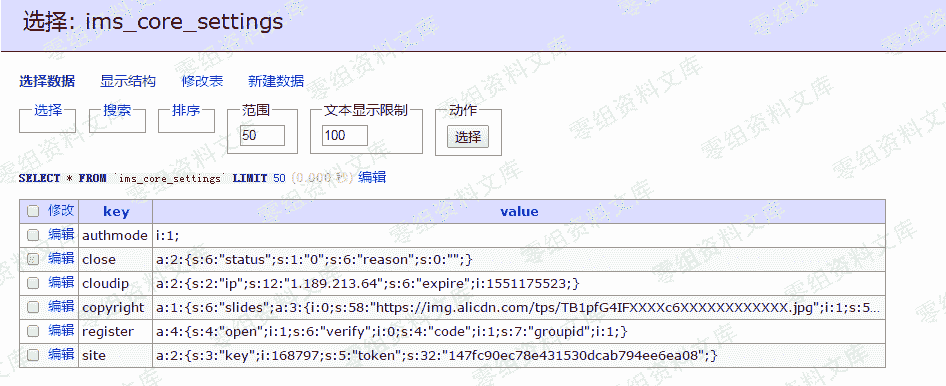 选择: ims_core_settings
选择数据 显示结构 修改表 新建数据
选择 搜索 排序 范围 文本显示限制 动作
50 100 选择
SELECT * FROM `ims_core_settings` LIMIT 50 (0.000 秒) 编辑
修改 key value
编辑 authmode i:1;
编辑 close a:2:{s:6:"status";s:1:"0";s:6:"reason";s:0:"";}
编辑 cloudip a:2:{s:2:"ip";s:12:"1.189.213.64";s:6:"expire";i:1551175523;}
编辑 copyright a:1:{s:6:"slides";a:3:{i:0;s:58:"https://img.alicdn.com/tps/TB1pfG4IFXXXXc6XXXXXXXXXXXX.jpg";i:1;s:5...
编辑 register a:4:{s:4:"open";i:1;s:6:"verify";i:0;s:4:"code";i:1;s:7:"groupid";i:1;}
编辑 site a:2:{s:3:"key";i:168797;s:5:"token";s:32:"147fc90ec78e431530dcab794ee6ea08";}
零组资料文库